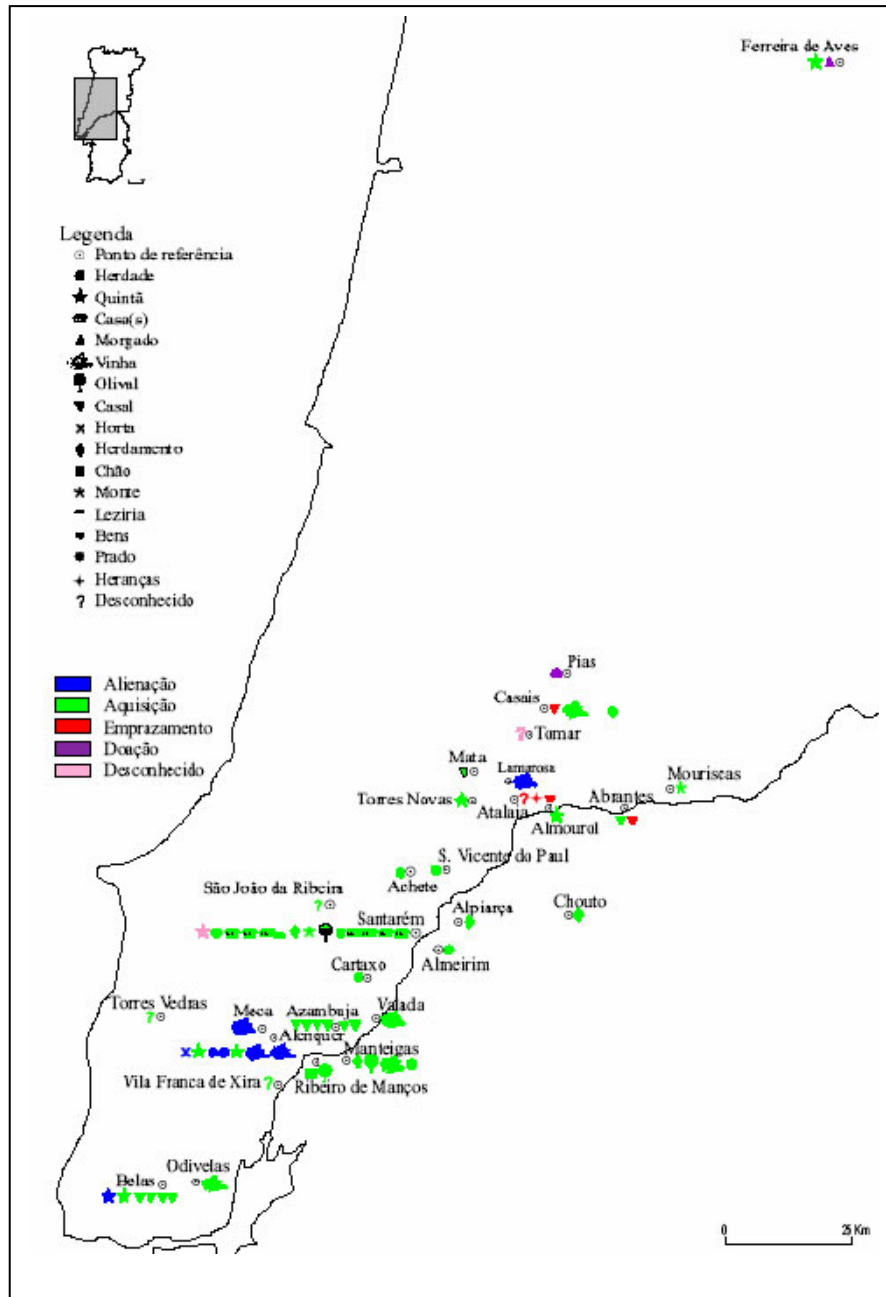 Ferreira de Aves
Legenda
Ponto de referência
Herdade
Quintã
Casa(s)
Morgado
Vinha
Olival
Casal
Horta
Herdamento
Chão
Monte
Leziria
Bens
Prado
Heranças
? Desconhecido
Alienação
Aquisição
Emprazamento
Doação
Desconhecido
Pias
Casais
? Tomar
Mata
Lamarosa
Mouriscas
Torres Novas
?
Atalaia
Abrantes
Almourol
S. Vicente do Paul
Achete
São João da Ribeira
?
Alpiarça
Chouto
Santarém
Almeirim
Cartaxo
Torres Vedras
?
Meca
Azambuja
Valada
Alenquer
Manteigas
Vila Franca de Xira ?
Ribeiro de Manços
Odivelas
Belas
0 25 Km